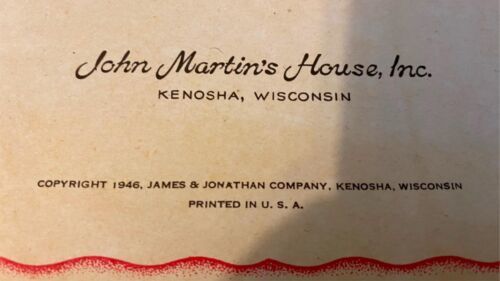 John Martin's House, Inc.
KENOSHA, WISCONSIN
COPYRIGHT 1946, JAMES & JONATHAN COMPANY, KENOSHA, WISCONSIN
PRINTED IN U. S. A.